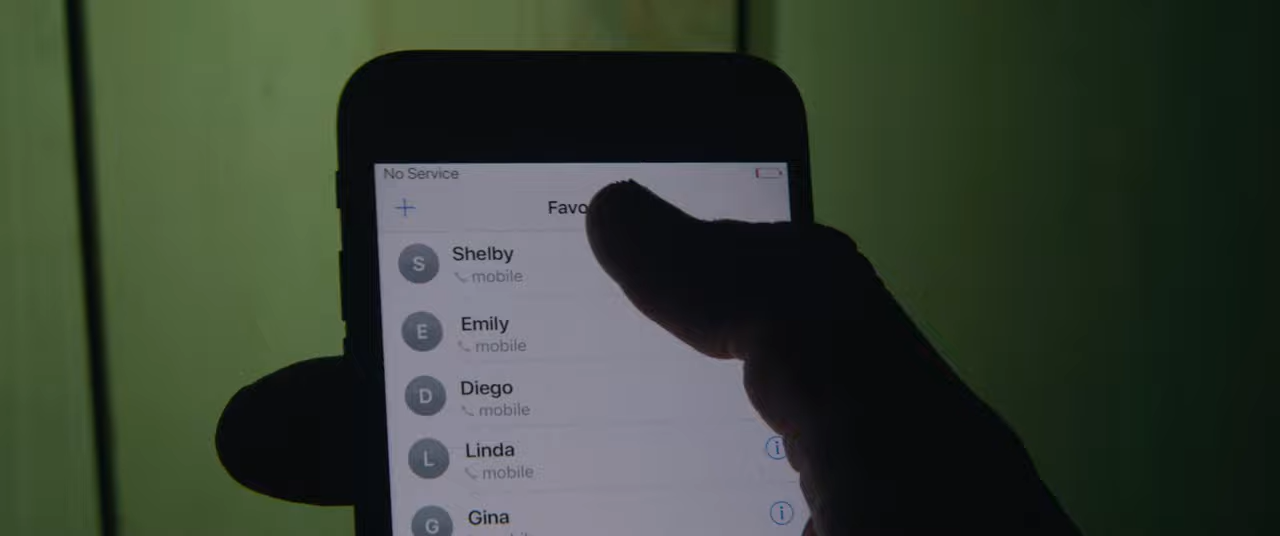 No Service
+ Favo
S Shelby
mobile
E Emily
mobile
D Diego
mobile
L Linda
mobile
G Gina